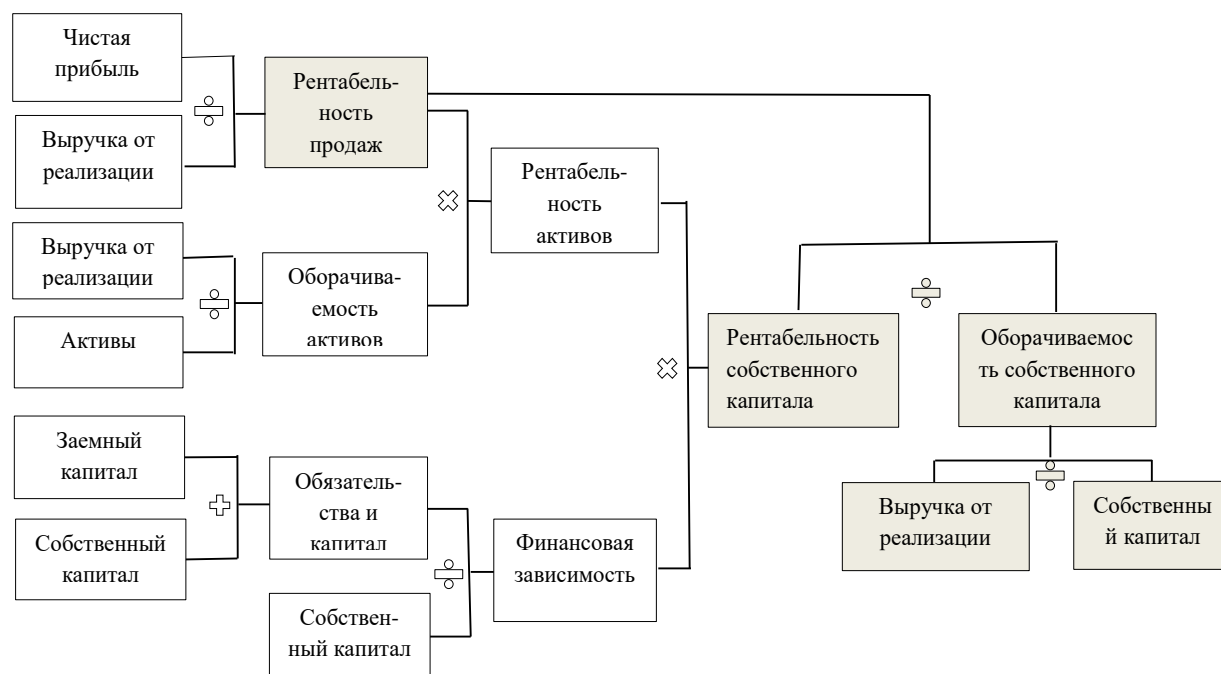 Чистая
прибыль
Выручка от
реализации
Выручка от
реализации
Активы
Заемный
капитал
Собственный
капитал
Рентабель-
ность
продаж
Оборачива-
емость
активов
Обязатель-
ства и
капитал
Собствен-
ный капитал
Рентабель-
ность
активов
Финансовая
зависимость
Рентабельность
собственного
капитала
Оборачиваемос
ть собственного
капитала
Выручка от
реализации
Собственны
й капитал